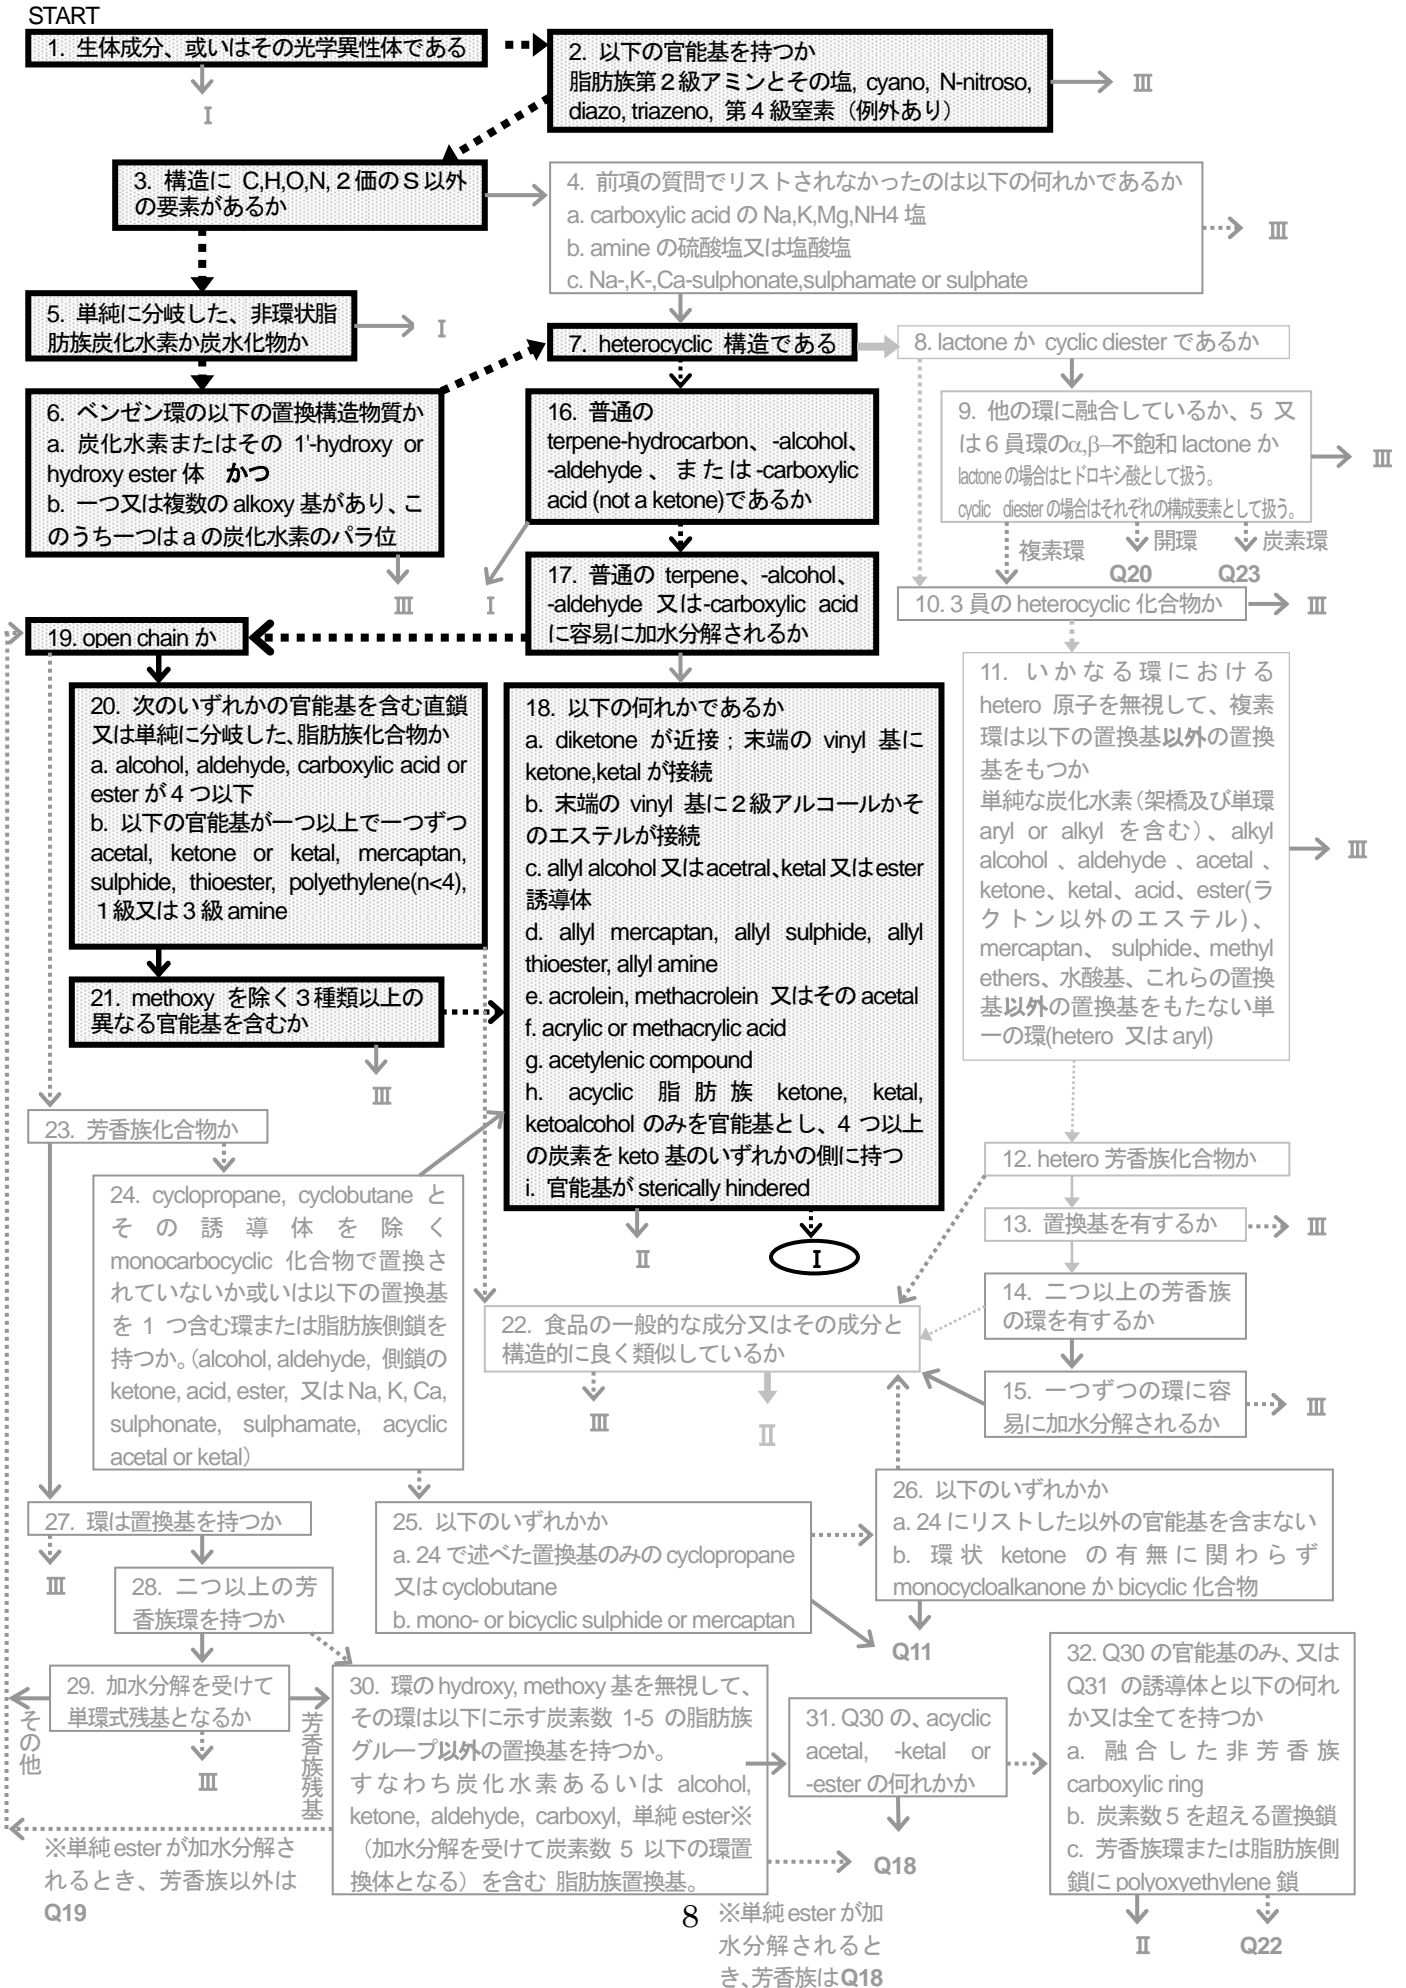 START
1. 生体成分、或いはその光学異性体である
I
2. 以下の官能基を持つか
脂肪族第２級アミンとその塩, cyano, N-nitroso,
diazo, triazeno, 第４級窒素（例外あり）
III
3. 構造に C,H,O,N,２価のＳ以外
の要素があるか
4. 前項の質問でリストされなかったのは以下の何れかであるか
a. carboxylic acid の Na,K,Mg,NH4 塩
b. amine の硫酸塩又は塩酸塩
c. Na-,K-,Ca-sulphonate,sulphamate or sulphate
III
5. 単純に分岐した、非環状脂
肪族炭化水素か炭水化物か
I
6. ベンゼン環の以下の置換構造物質か
a. 炭化水素またはその 1'-hydroxy or
hydroxy ester 体　かつ
b. 一つ又は複数の alkoxy 基があり、こ
のうち一つは a の炭化水素のパラ位
III
7. heterocyclic 構造である
8. lactone か cyclic diester であるか
9. 他の環に融合しているか、５又
は６員環のα,β–不飽和 lactone か
lactone の場合はヒドロキシ酸として扱う。
cyclic diester の場合はそれぞれの構成要素として扱う。
III
複素環
開環
Q20
炭素環
Q23
10. 3 員の heterocyclic 化合物か
III
16. 普通の
terpene-hydrocarbon、-alcohol、
-aldehyde 、または-carboxylic
acid (not a ketone)であるか
I
17. 普通の terpene、-alcohol、
-aldehyde 又は-carboxylic acid
に容易に加水分解されるか
19. open chain か
11. いかなる環における
hetero 原子を無視して、複素
環は以下の置換基以外の置換
基をもつか
単純な炭化水素（架橋及び単環
aryl or alkyl を含む）、alkyl
alcohol 、aldehyde 、acetal 、
ketone、ketal、acid、ester(ラ
クトン以外のエステル)、
mercaptan、 sulphide、methyl
ethers、水酸基、これらの置換
基以外の置換基をもたない単
一の環(hetero 又は aryl)
III
20. 次のいずれかの官能基を含む直鎖
又は単純に分岐した、脂肪族化合物か
a. alcohol, aldehyde, carboxylic acid or
ester が４つ以下
b. 以下の官能基が一つ以上で一つずつ
acetal, ketone or ketal, mercaptan,
sulphide, thioester, polyethylene(n<4),
１級又は３級 amine
21. methoxy を除く３種類以上の
異なる官能基を含むか
III
18. 以下の何れかであるか
a. diketone が近接；末端の vinyl 基に
ketone,ketal が接続
b. 末端の vinyl 基に２級アルコールかそ
のエステルが接続
c. allyl alcohol 又は acetral、ketal 又は ester
誘導体
d. allyl mercaptan, allyl sulphide, allyl
thioester, allyl amine
e. acrolein, methacrolein 又はその acetal
f. acrylic or methacrylic acid
g. acetylenic compound
h. acyclic 脂肪族 ketone, ketal,
ketoalcohol のみを官能基とし、４つ以上
の炭素を keto 基のいずれかの側に持つ
i. 官能基が sterically hindered
II
I
23. 芳香族化合物か
24. cyclopropane, cyclobutane と
その誘導体を除く
monocarbocyclic 化合物で置換さ
れていないか或いは以下の置換基
を 1 つ含む環または脂肪族側鎖を
持つか。（alcohol, aldehyde, 側鎖の
ketone, acid, ester, 又は Na, K, Ca,
sulphonate, sulphamate, acyclic
acetal or ketal）
12. hetero 芳香族化合物か
13. 置換基を有するか
III
14. 二つ以上の芳香族
の環を有するか
15. 一つずつの環に容
易に加水分解されるか
III
22. 食品の一般的な成分又はその成分と
構造的に良く類似しているか
III
II
27. 環は置換基を持つか
III
25. 以下のいずれかか
a. 24 で述べた置換基のみの cyclopropane
又は cyclobutane
b. mono- or bicyclic sulphide or mercaptan
26. 以下のいずれかか
a. 24 にリストした以外の官能基を含まない
b. 環状 ketone の有無に関わらず
monocycloalkanone か bicyclic 化合物
Q11
28. 二つ以上の芳
香族環を持つか
29. 加水分解を受けて
単環式残基となるか
その他
芳香族残基
III
30. 環の hydroxy, methoxy 基を無視して、
その環は以下に示す炭素数 1-5 の脂肪族
グループ以外の置換基を持つか。
すなわち炭化水素あるいは alcohol,
ketone, aldehyde, carboxyl, 単純 ester※
（加水分解を受けて炭素数 5 以下の環置
換体となる）を含む 脂肪族置換基。
31. Q30 の、acyclic
acetal, -ketal or
-ester の何れかか
Q18
32. Q30 の官能基のみ、又は
Q31 の誘導体と以下の何れ
か又は全てを持つか
a. 融合した非芳香族
carboxylic ring
b. 炭素数 5 を超える置換鎖
c. 芳香族環または脂肪族側
鎖に polyoxyethylene 鎖
II
Q22
※単純 ester が加水分解さ
れるとき、芳香族以外は
Q19
8
※単純 ester が加
水分解されると
き、芳香族は Q18